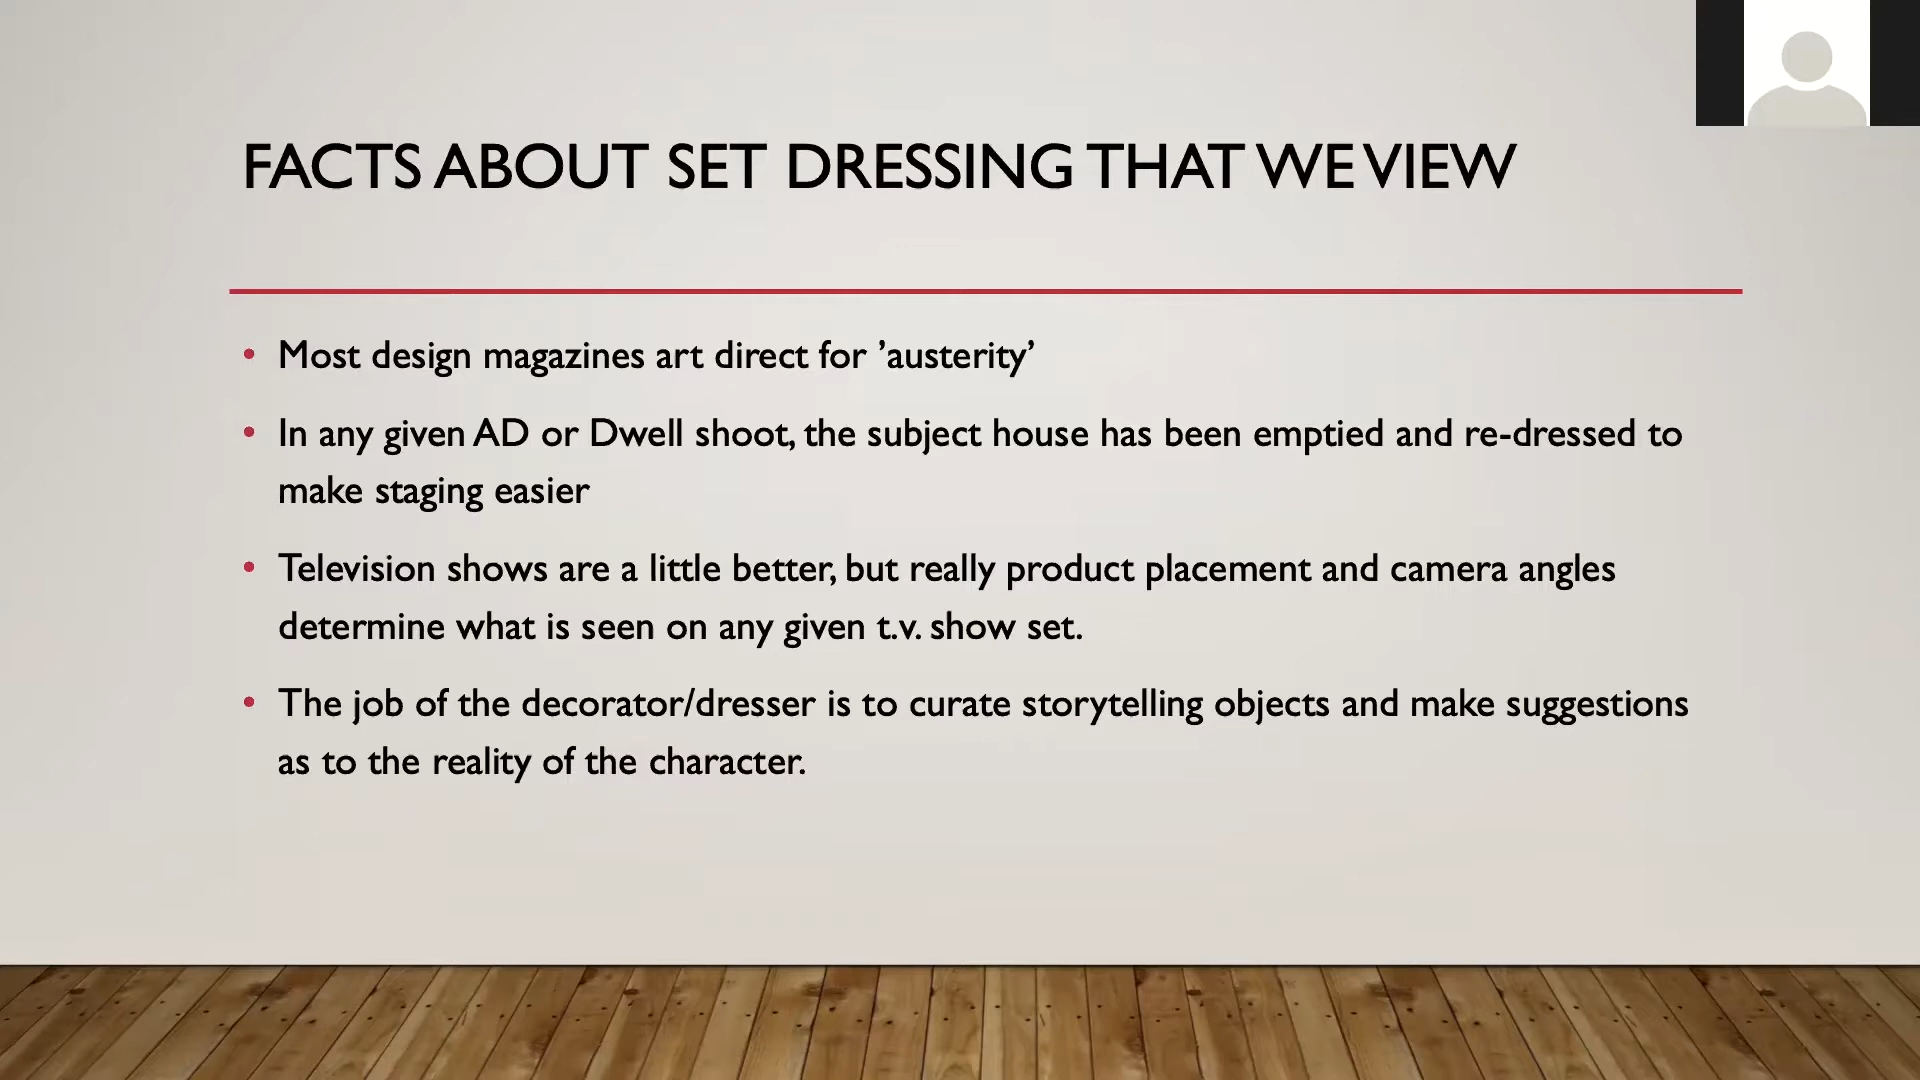 FACTS ABOUT SET DRESSING THAT WE VIEW
• Most design magazines art direct for ’austerity’
• In any given AD or Dwell shoot, the subject house has been emptied and re-dressed to
make staging easier
• Television shows are a little better, but really product placement and camera angles
determine what is seen on any given t.v. show set.
• The job of the decorator/dresser is to curate storytelling objects and make suggestions
as to the reality of the character.